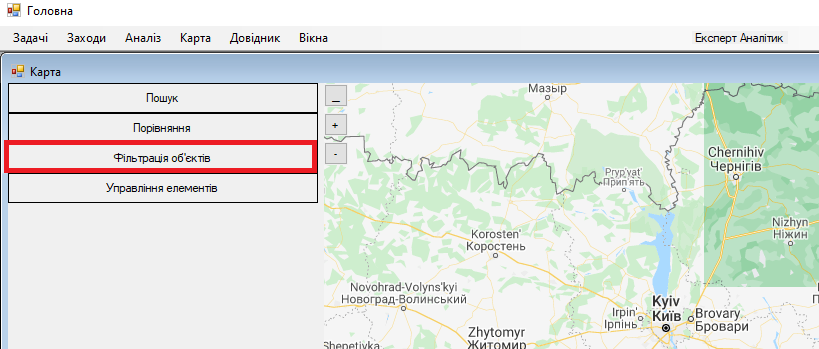 Головна
Задачі Заходи Аналіз Карта Довідник Вікна Експерт Аналітик
Карта
Пошук
Порівняння
Фільтрація об'єктів
Управління елементів
_
+
-
Мазыр
Chernihiv
Чернігів
Pryp'yat'
Прип'ять
Nizhyn
Ніжин
Korosten'
Коростень
Novohrad-Volyns'kyi
Новоград-Волинський
Kyiv
Київ
Irpin'
Ірпінь
Brovary
Бровари
Zhytomyr
Житомир
Shepetivka